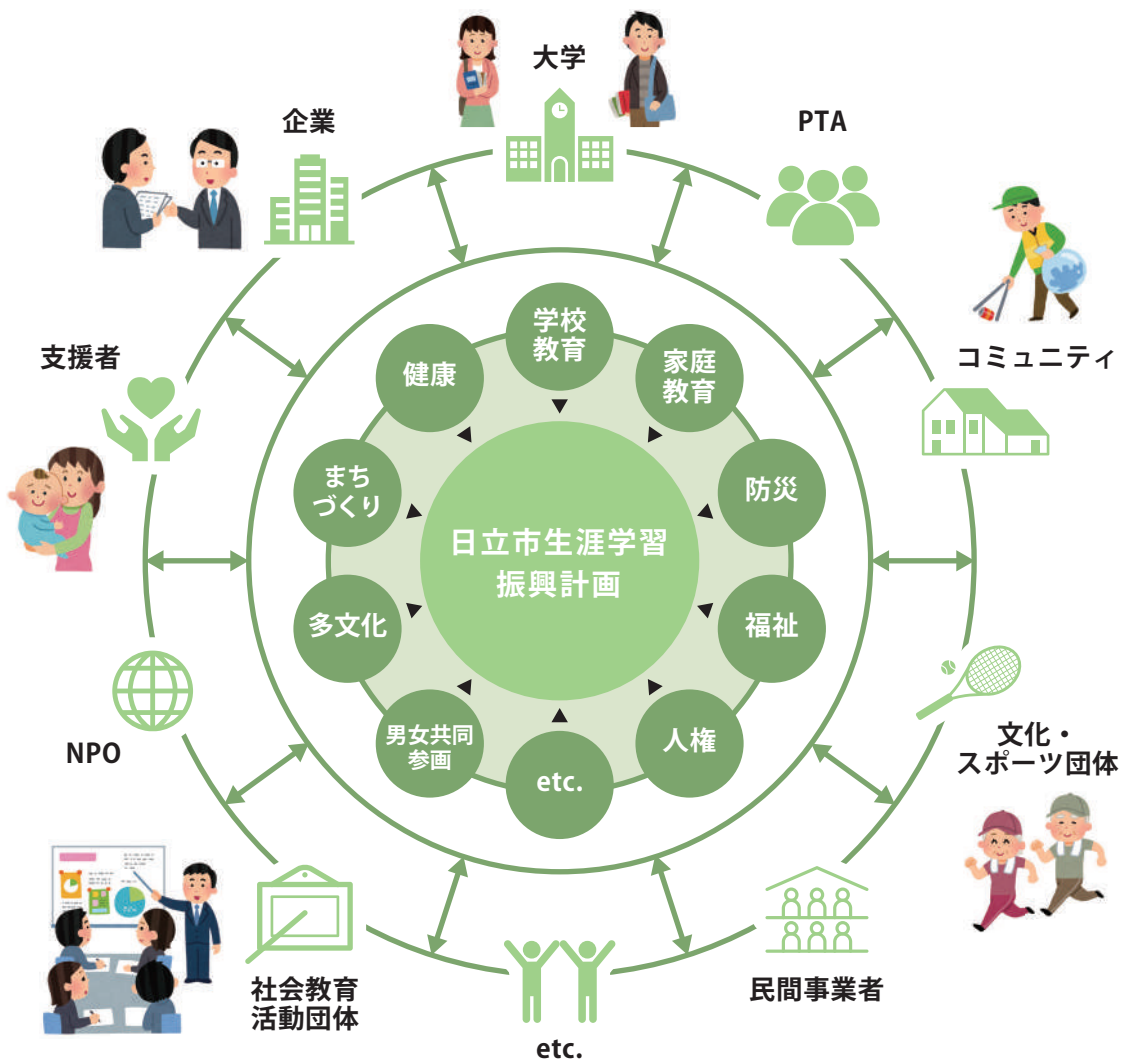 大学
企業
PTA
支援者
コミュニティ
学校
教育
健康
家庭
教育
まち
づくり
防災
日立市生涯学習
振興計画
多文化
福祉
男女共同
参画
人権
etc.
NPO
文化・
スポーツ団体
社会教育
活動団体
民間事業者
etc.